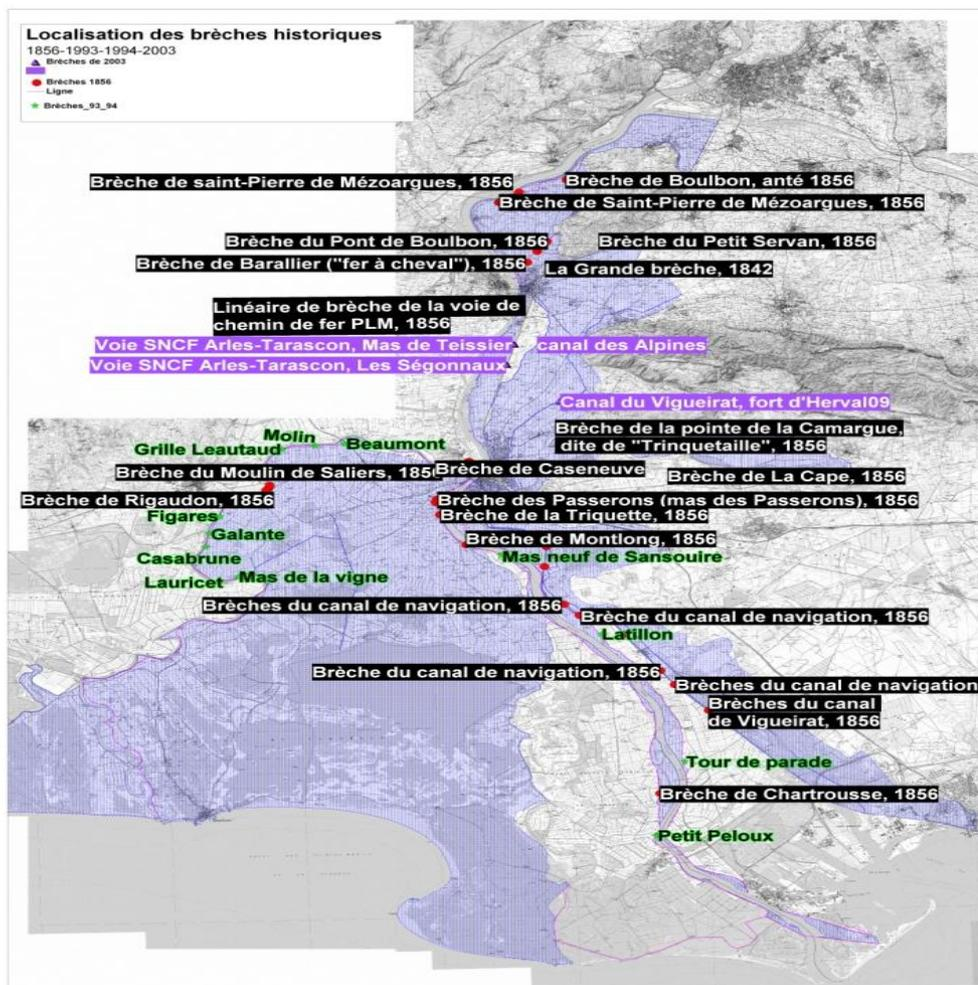 Localisation des brèches historiques
1856-1993-1994-2003
Brèches de 2003
Brèches 1856
Ligne
Brèches_93_94
Brèche de saint-Pierre de Mézoargues, 1856
Brèche de Boulbon, anté 1856
Brèche de Saint-Pierre de Mézoargues, 1856
Brèche du Pont de Boulbon, 1856
Brèche du Petit Servan, 1856
Brèche de Barallier ("fer à cheval"), 1856
La Grande brèche, 1842
Linéaire de brèche de la voie de
chemin de fer PLM, 1856
Voie SNCF Arles-Tarascon, Mas de Teissier
canal des Alpines
Voie SNCF Arles-Tarascon, Les Ségonnaux
Canal du Vigueirat, fort d'Herval09
Brèche de la pointe de la Camargue,
dite de "Trinquetaille", 1856
Molin
Beaumont
Grille Leautaud
Brèche du Moulin de Saliers, 1856
Brèche de Caseneuve
Brèche de La Cape, 1856
Brèche de Rigaudon, 1856
Brèche des Passerons (mas des Passerons), 1856
Figares
Brèche de la Triquette, 1856
Galante
Brèche de Montlong, 1856
Casabrune
Mas neuf de Sansouire
Lauricet
Mas de la vigne
Brèches du canal de navigation, 1856
Brèche du canal de navigation, 1856
Latillon
Brèche du canal de navigation, 1856
Brèches du canal de navigation
Brèches du canal
de Vigueirat, 1856
Tour de parade
Brèche de Chartrousse, 1856
Petit Peloux